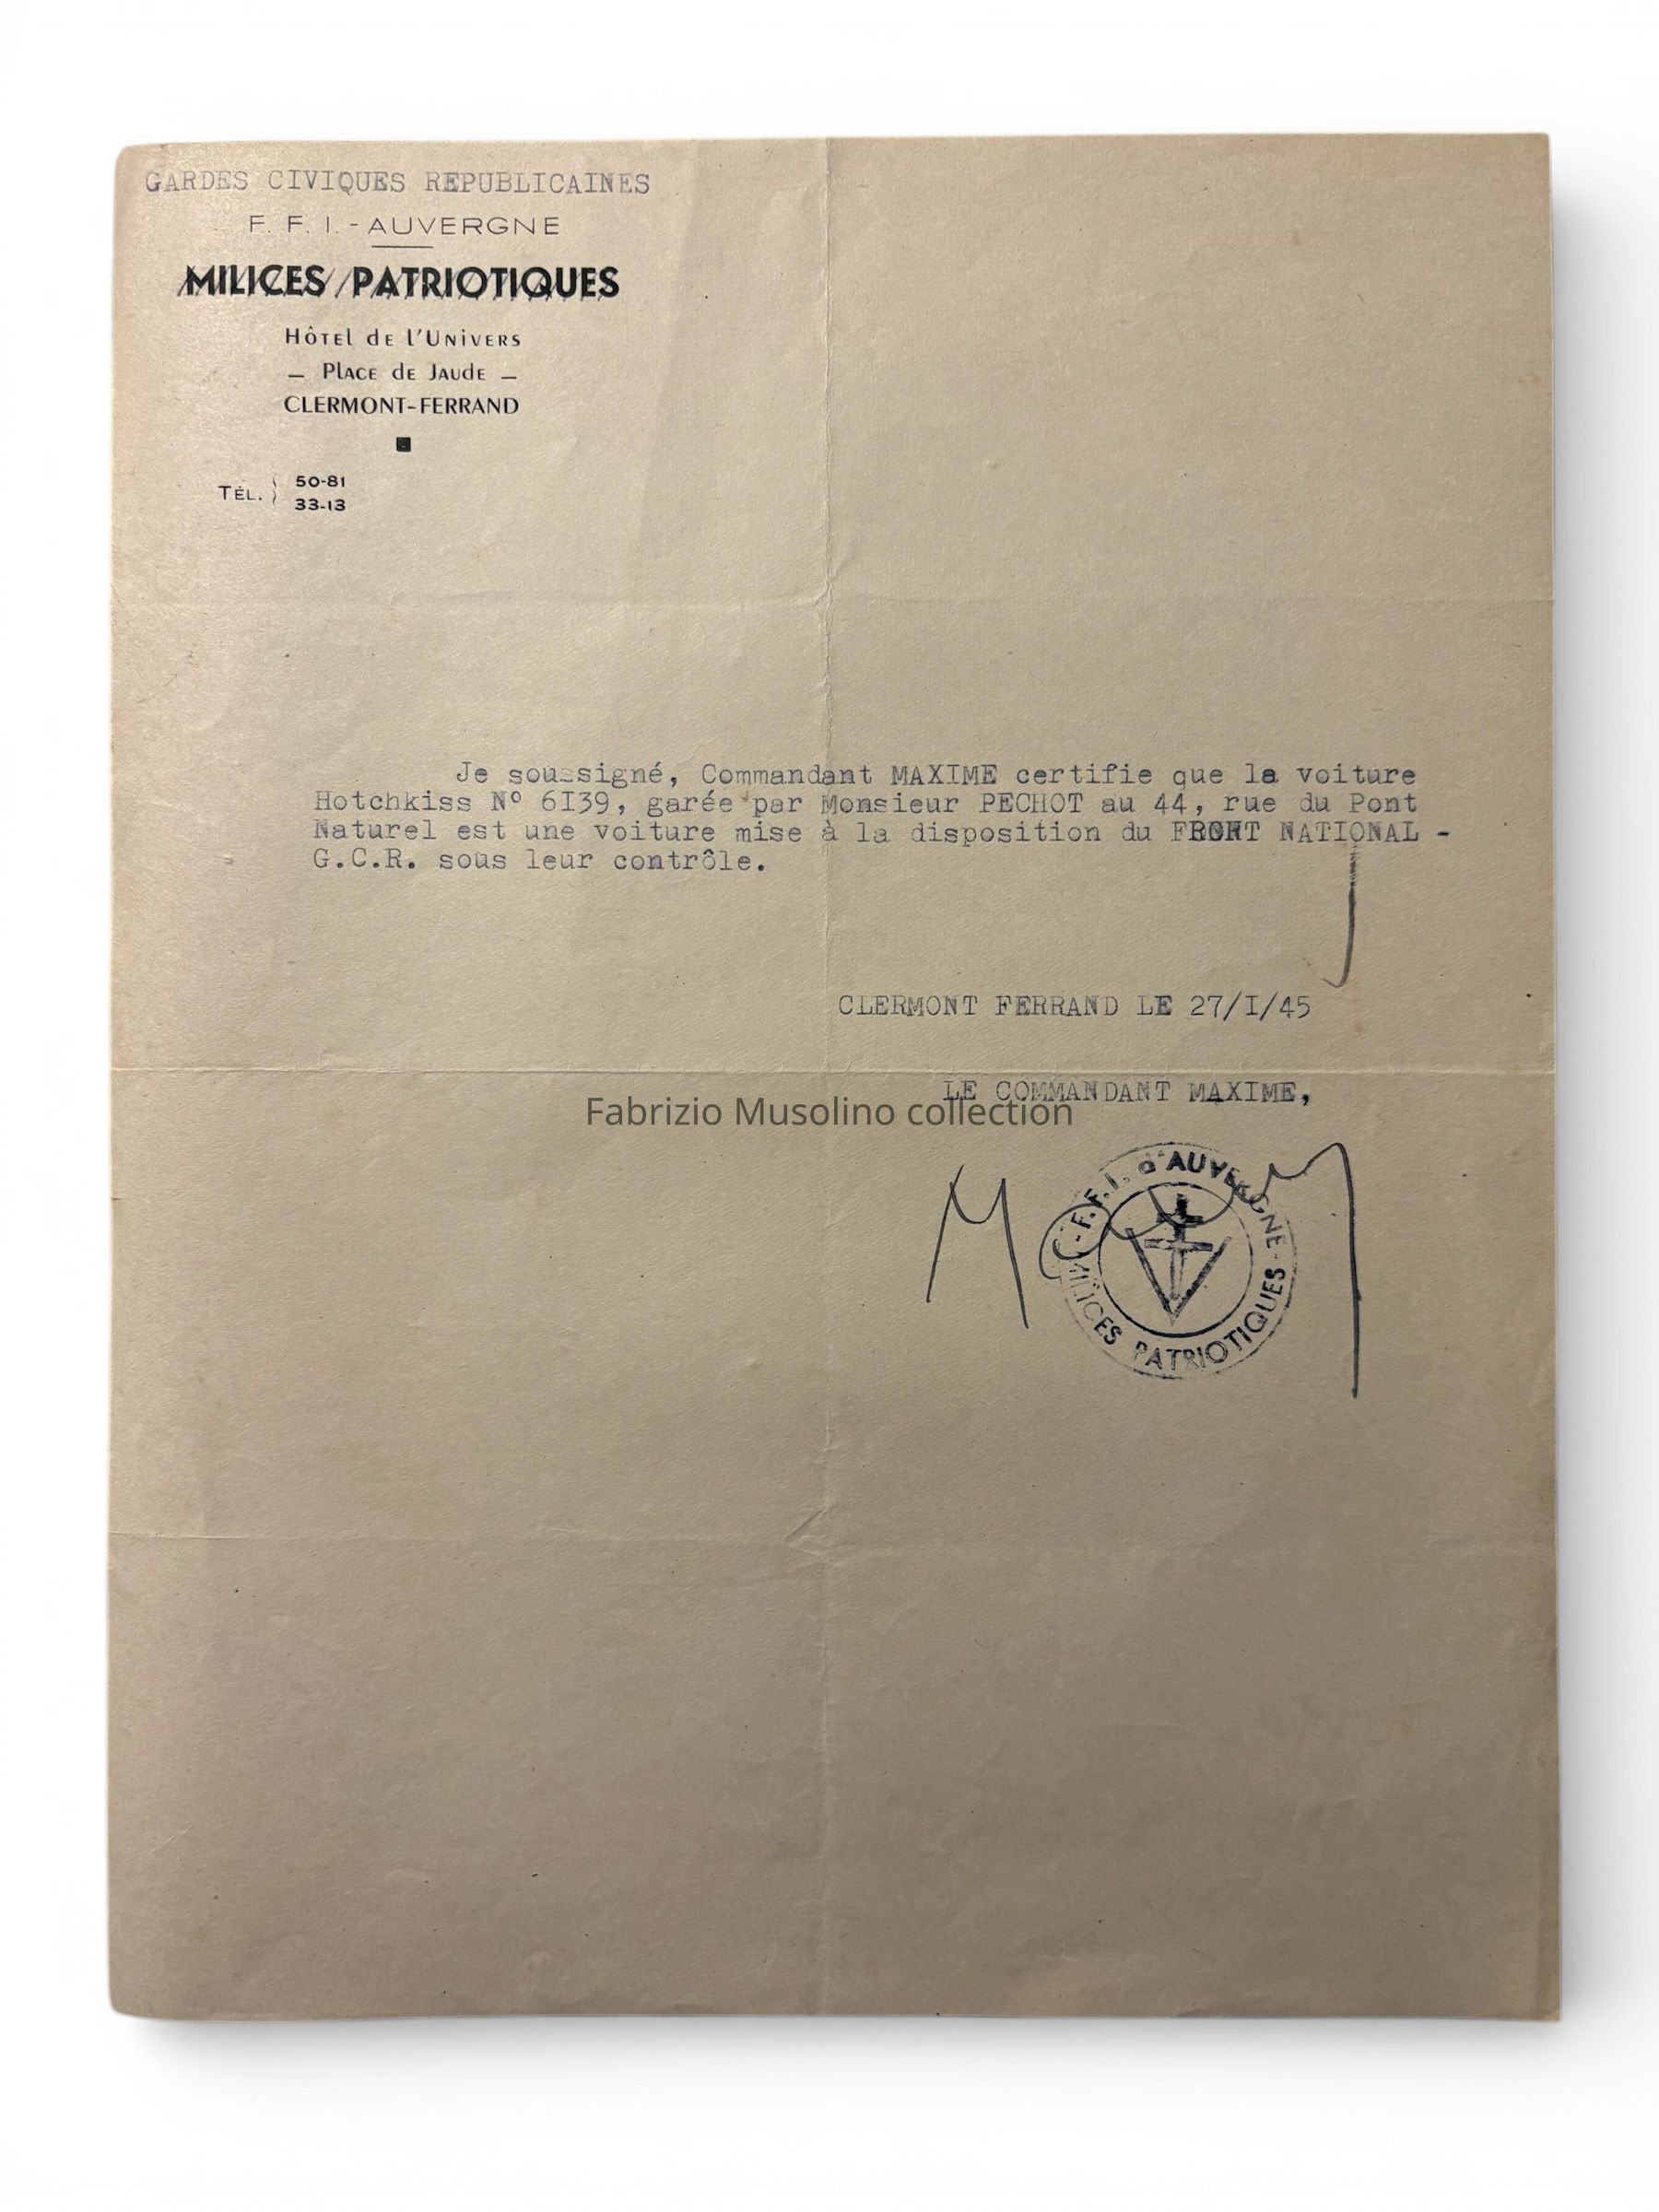 GARDES CIVIQUES REPUBLICAINES
F. F. I. - AUVERGNE
MILICES PATRIOTIQUES
Hôtel de l'Univers
— Place de Jaude —
CLERMONT-FERRAND
TÉL. 50-81
33-13
Je soussigné, Commandant MAXIME certifie que la voiture
Hotchkiss N° 6I39, garée par Monsieur PECHOT au 44, rue du Pont
Naturel est une voiture mise à la disposition du FRONT NATIONAL -
G.C.R. sous leur contrôle.
CLERMONT FERRAND LE 27/I/45
LE COMMANDANT MAXIME,
Fabrizio Musolino collection
- F.F.I. d'AUVERGNE -
MILICES PATRIOTIQUES